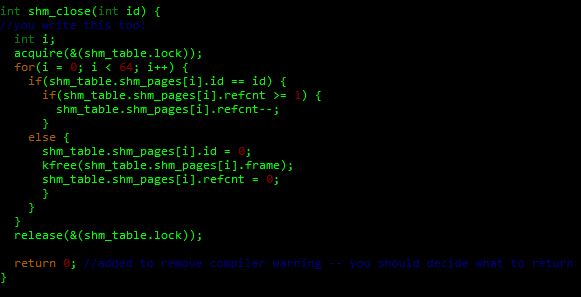 int shm_close(int id) {
//you write this too!
int i;
acquire(&(shm_table.lock));
for(i = 0; i < 64; i++) {
if(shm_table.shm_pages[i].id == id) {
if(shm_table.shm_pages[i].refcnt >= 1) {
shm_table.shm_pages[i].refcnt--;
}
else {
shm_table.shm_pages[i].id = 0;
kfree(shm_table.shm_pages[i].frame);
shm_table.shm_pages[i].refcnt = 0;
}
}
}
release(&(shm_table.lock));
return 0; //added to remove compiler warning -- you should decide what to return
}